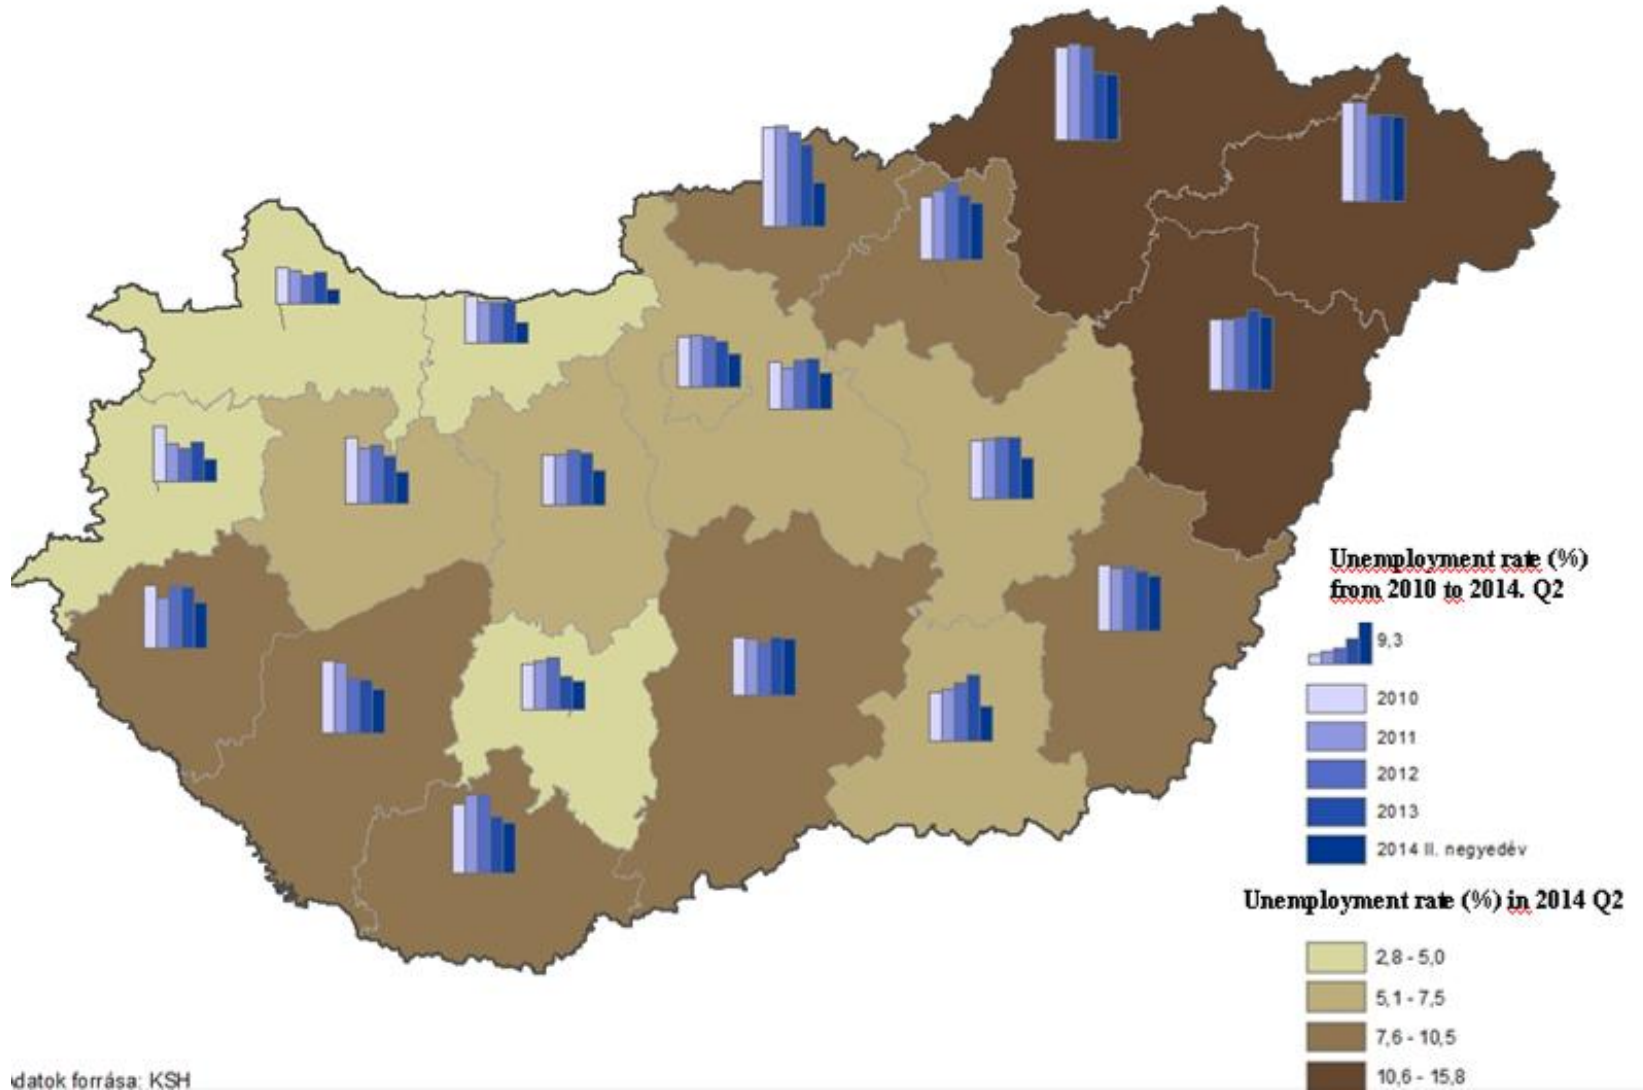 Unemployment rate (%)
from 2010 to 2014. Q2
9,3
2010
2011
2012
2013
2014 II. negyedév
Unemployment rate (%) in 2014 Q2
2,8 - 5,0
5,1 - 7,5
7,6 - 10,5
10,6 - 15,8
datok forrása: KSH